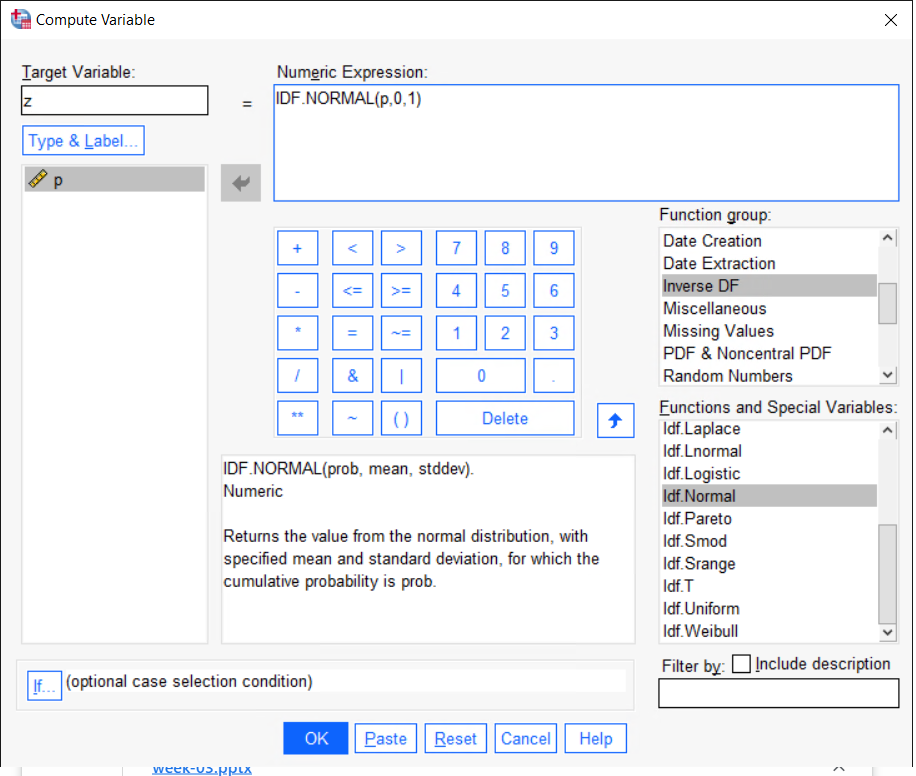 Compute Variable
Target Variable:
z
=
Numeric Expression:
IDF.NORMAL(p,0,1)
Type & Label...
p
+ < > 7 8 9
- <= >= 4 5 6
* = ~= 1 2 3
/ & | 0 .
** ~ ( ) Delete
Function group:
Date Creation
Date Extraction
Inverse DF
Miscellaneous
Missing Values
PDF & Noncentral PDF
Random Numbers
Functions and Special Variables:
Idf.Laplace
Idf.Lnormal
Idf.Logistic
Idf.Normal
Idf.Pareto
Idf.Smod
Idf.Srange
Idf.T
Idf.Uniform
Idf.Weibull
IDF.NORMAL(prob, mean, stddev).
Numeric
Returns the value from the normal distribution, with
specified mean and standard deviation, for which the
cumulative probability is prob.
If... (optional case selection condition)
Filter by: Include description
OK Paste Reset Cancel Help
week-03.pptx